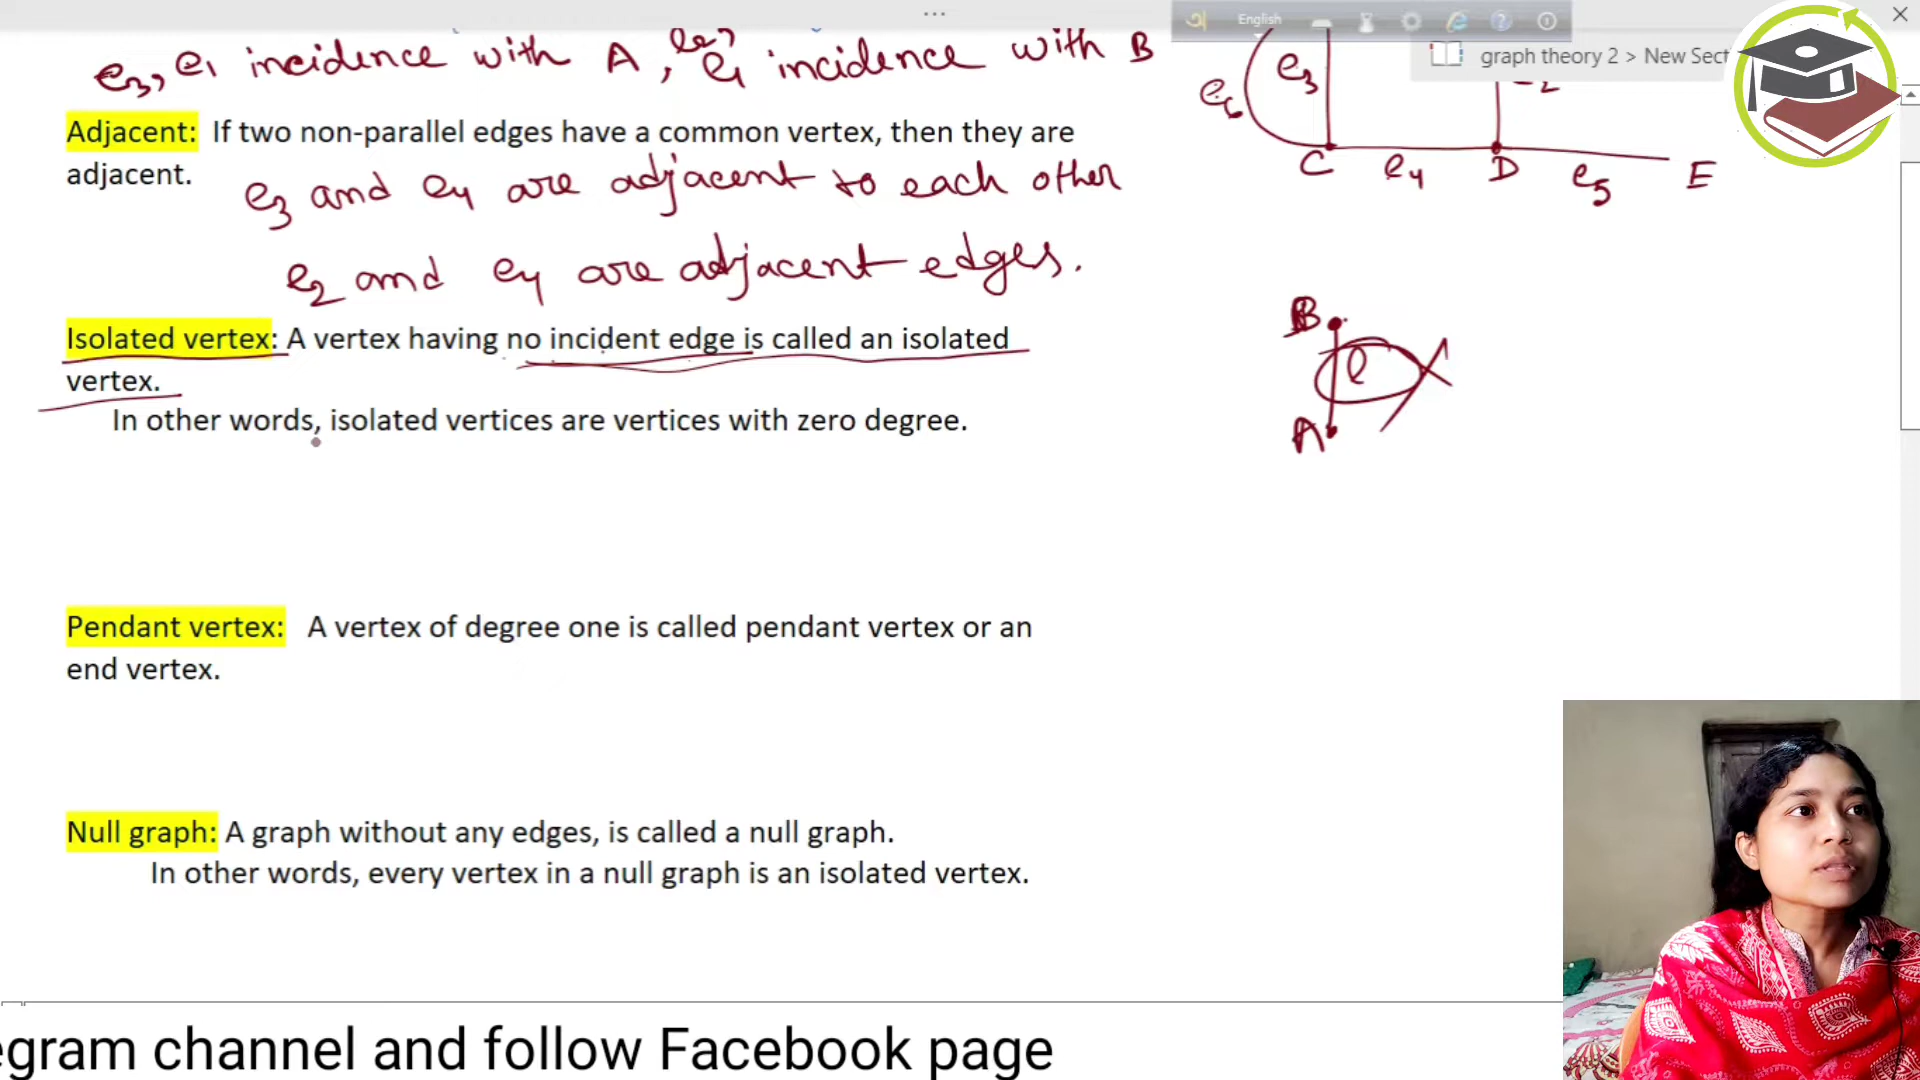 English
graph theory 2 > New Sect
e3, e1 incidence with A, e2, e1 incidence with B
e6 e3
Adjacent: If two non-parallel edges have a common vertex, then they are
adjacent.
C e4 D e5 E
e3 and e4 are adjacent to each other
e2 and e4 are adjacent edges.
B
Isolated vertex: A vertex having no incident edge is called an isolated
vertex.
e
A
In other words, isolated vertices are vertices with zero degree.
Pendant vertex: A vertex of degree one is called pendant vertex or an
end vertex.
Null graph: A graph without any edges, is called a null graph.
In other words, every vertex in a null graph is an isolated vertex.
egram channel and follow Facebook page